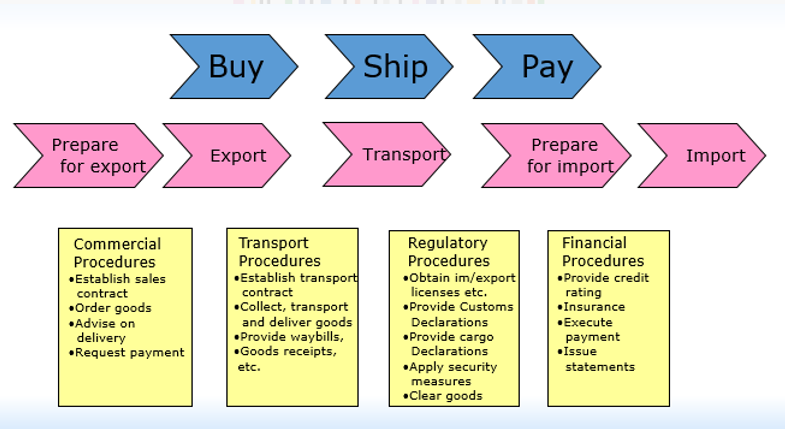 Buy
Ship
Pay
Prepare
for export
Export
Transport
Prepare
for import
Import
Commercial
Procedures
•Establish sales
contract
•Order goods
•Advise on
delivery
•Request payment
Transport
Procedures
•Establish transport
contract
•Collect, transport
and deliver goods
•Provide waybills,
•Goods receipts,
etc.
Regulatory
Procedures
•Obtain im/export
licenses etc.
•Provide Customs
Declarations
•Provide cargo
Declarations
•Apply security
measures
•Clear goods
Financial
Procedures
•Provide credit
rating
•Insurance
•Execute
payment
•Issue
statements